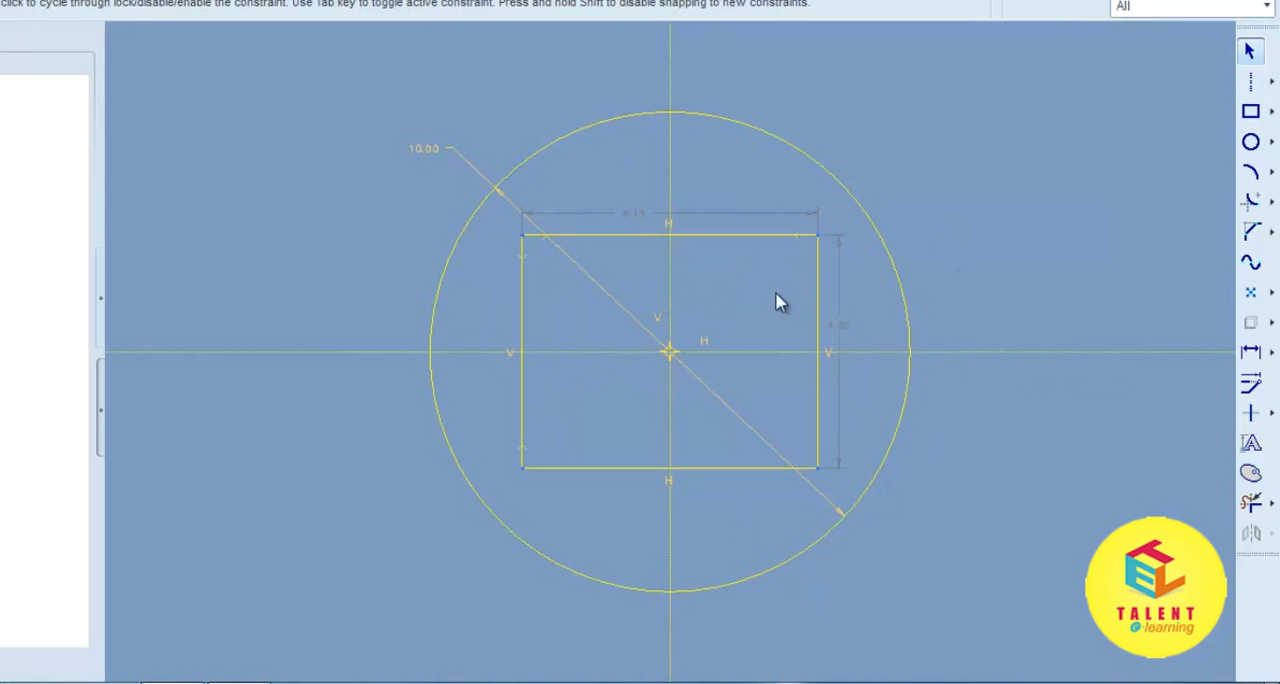 click to cycle through lock/disable/enable the constraint. Use Tab key to toggle active constraint. Press and hold Shift to disable snapping to new constraints.
All
10.00
H
V
H
V
V
H
TALENT
e-learning